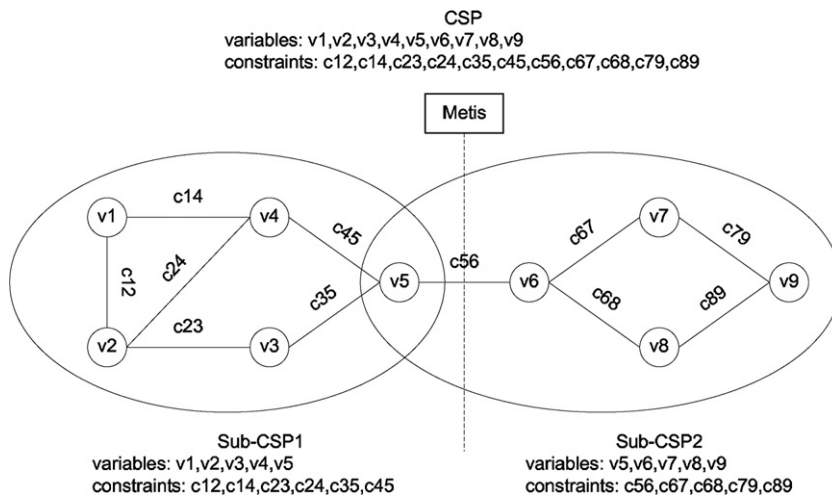 CSP
variables: v1,v2,v3,v4,v5,v6,v7,v8,v9
constraints: c12,c14,c23,c24,c35,c45,c56,c67,c68,c79,c89
Metis
v1
c14
v4
c12
c24
c45
v2
c23
v3
c35
v5
c56
v6
c67
v7
c79
c68
v8
c89
v9
Sub-CSP1
variables: v1,v2,v3,v4,v5
constraints: c12,c14,c23,c24,c35,c45
Sub-CSP2
variables: v5,v6,v7,v8,v9
constraints: c56,c67,c68,c79,c89